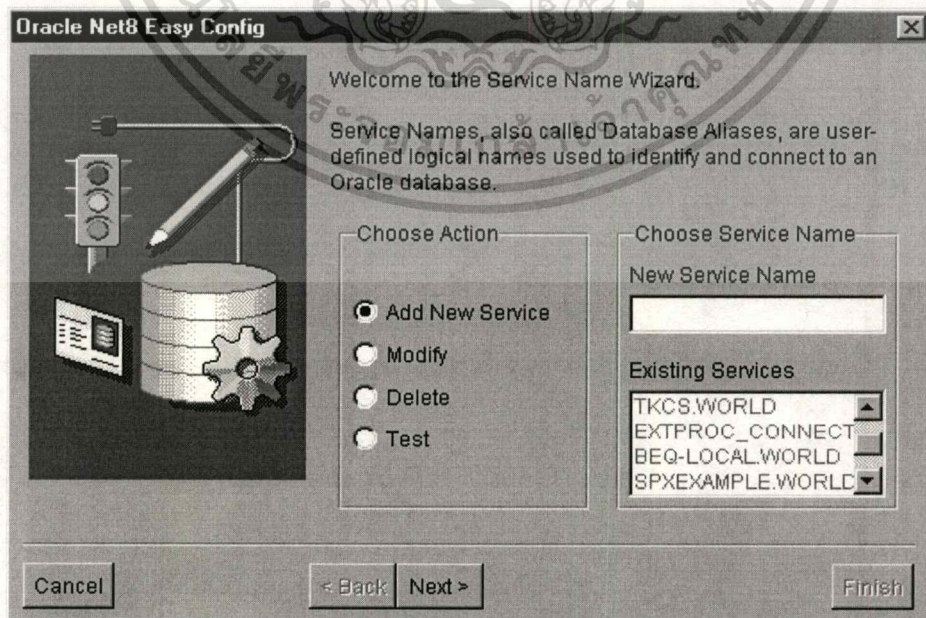 Oracle Net8 Easy Config
Welcome to the Service Name Wizard.
Service Names, also called Database Aliases, are user-
defined logical names used to identify and connect to an
Oracle database.
Choose Action
Add New Service
Modify
Delete
Test
Choose Service Name
New Service Name
Existing Services
TKCS.WORLD
EXTPROC_CONNECT
BEQ-LOCAL.WORLD
SPXEXAMPLE.WORLD
Cancel
< Back
Next >
Finish